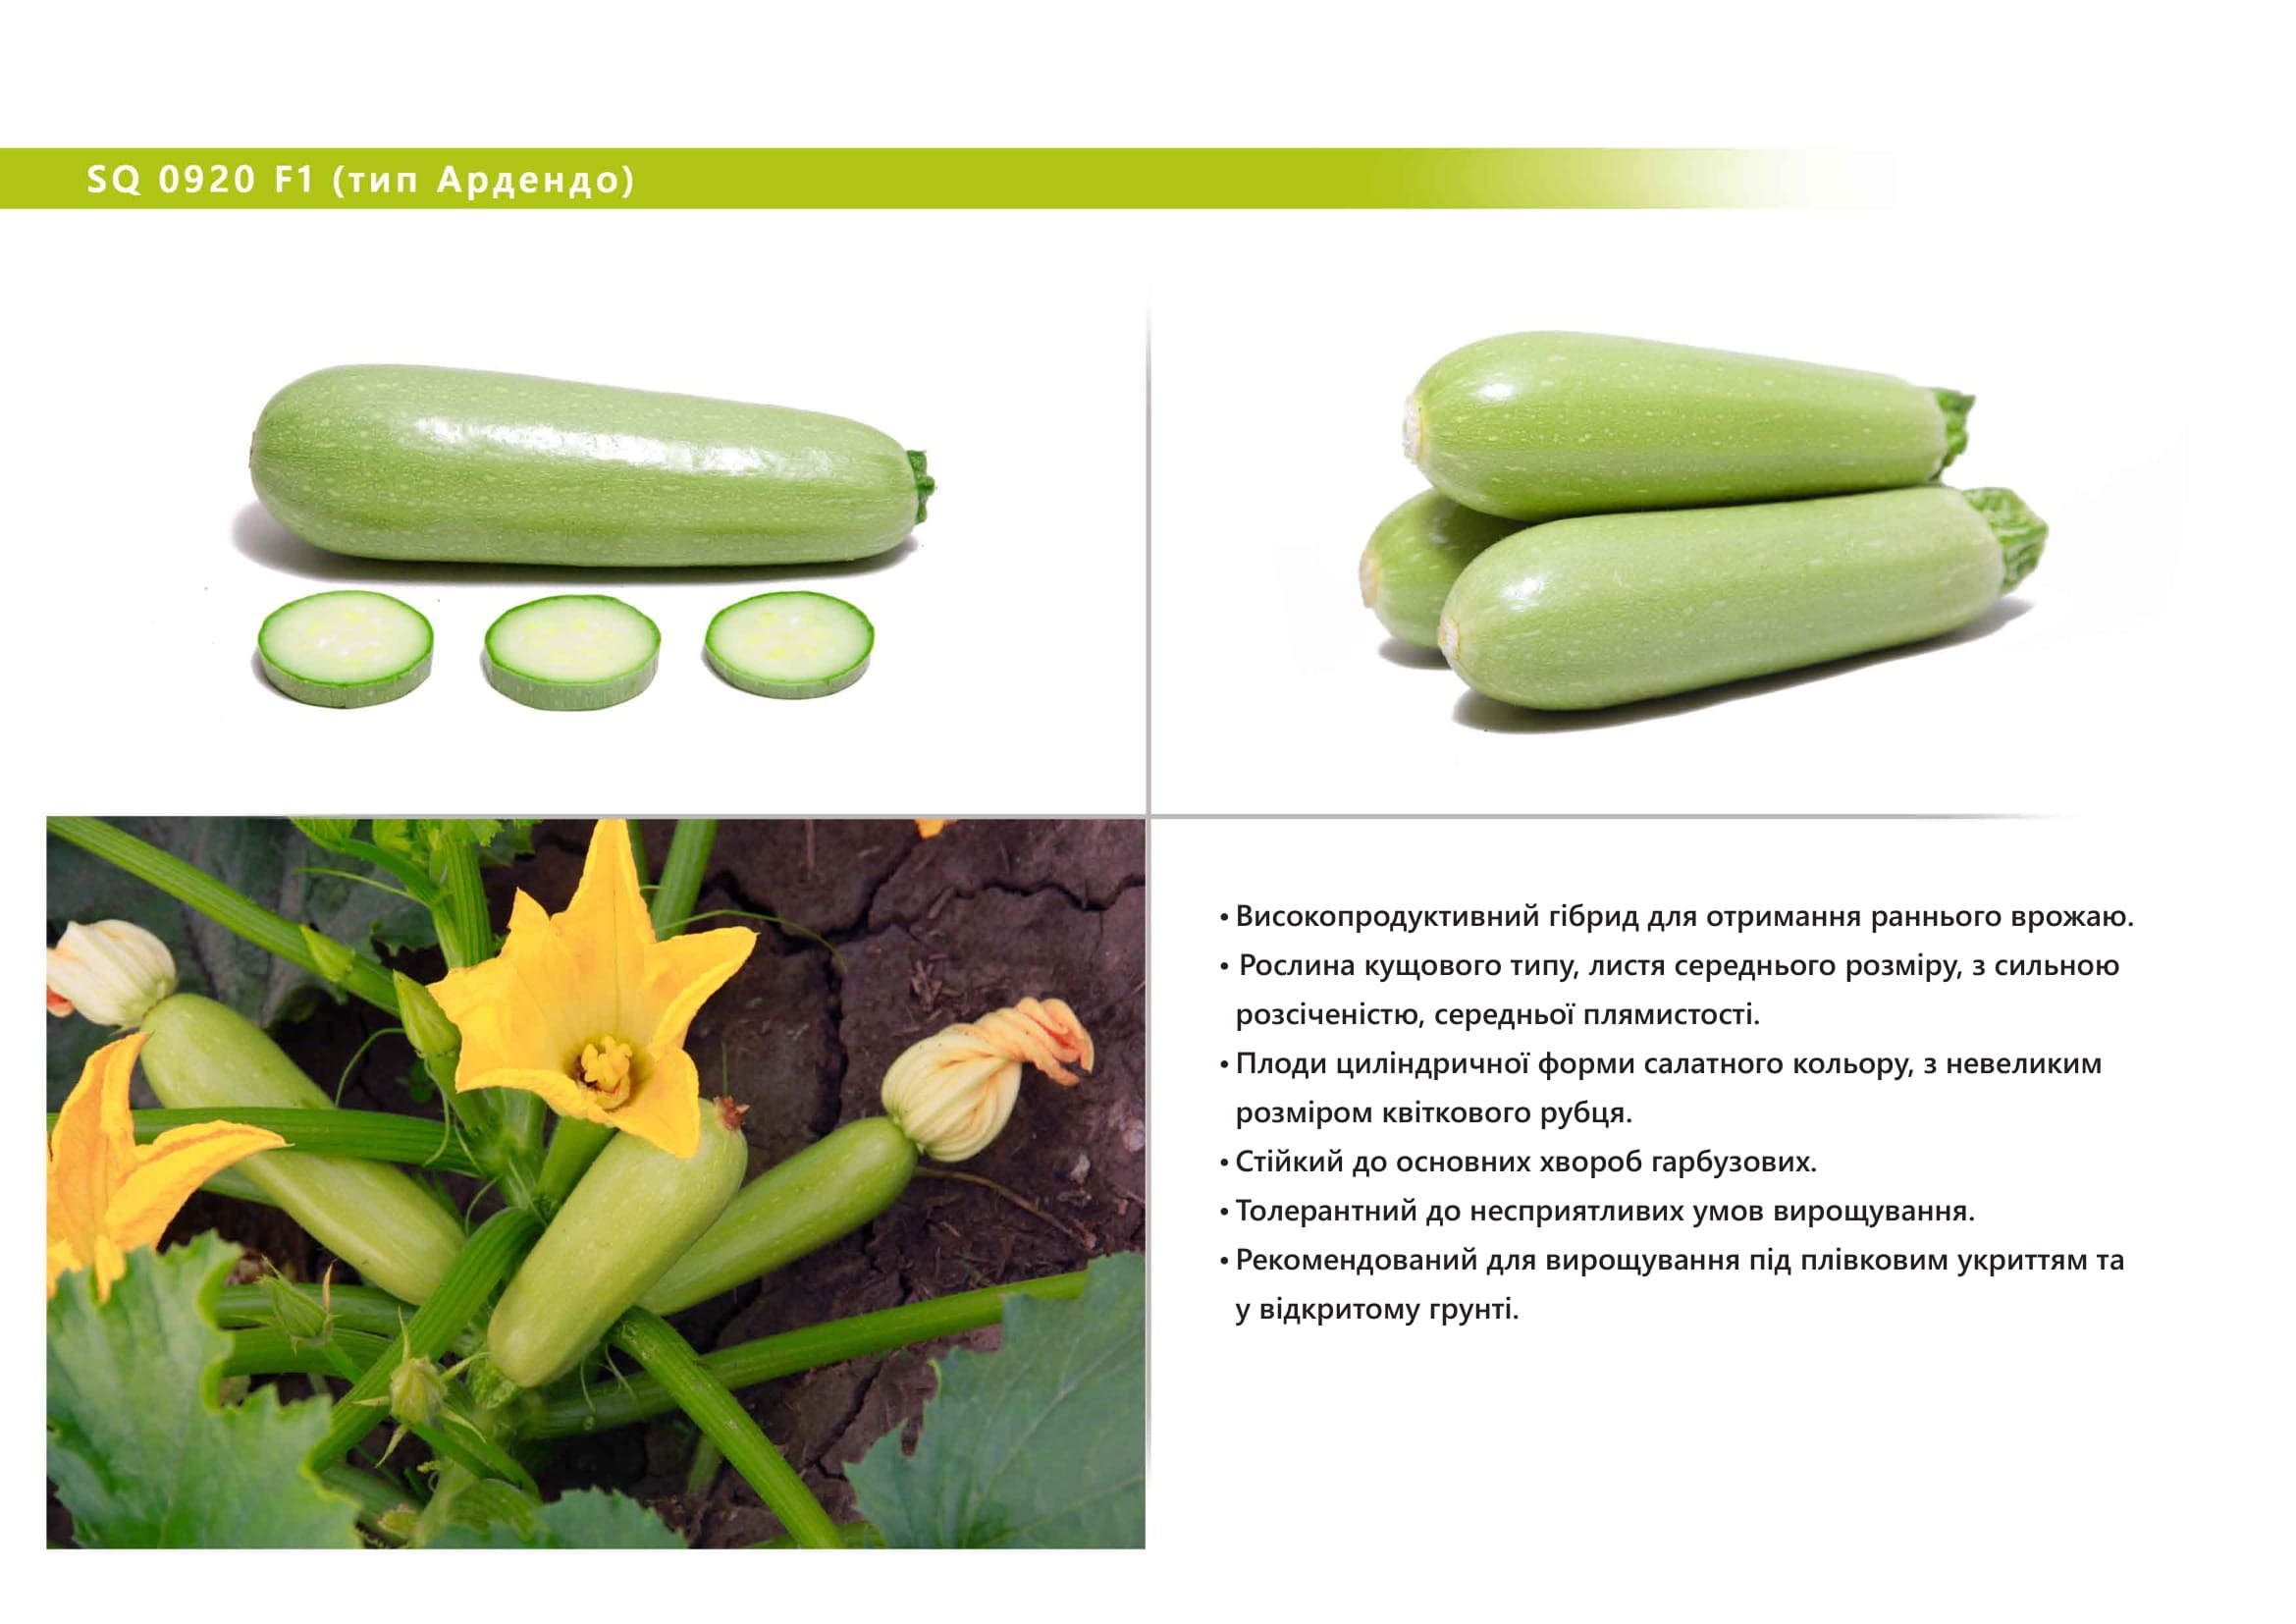 SQ 0920 F1 (тип Ардендо)
• Високопродуктивний гібрид для отримання раннього врожаю.
• Рослина кущового типу, листя середнього розміру, з сильною
розсіченістю, середньої плямистості.
• Плоди циліндричної форми салатного кольору, з невеликим
розміром квіткового рубця.
• Стійкий до основних хвороб гарбузових.
• Толерантний до несприятливих умов вирощування.
• Рекомендований для вирощування під плівковим укриттям та
у відкритому грунті.